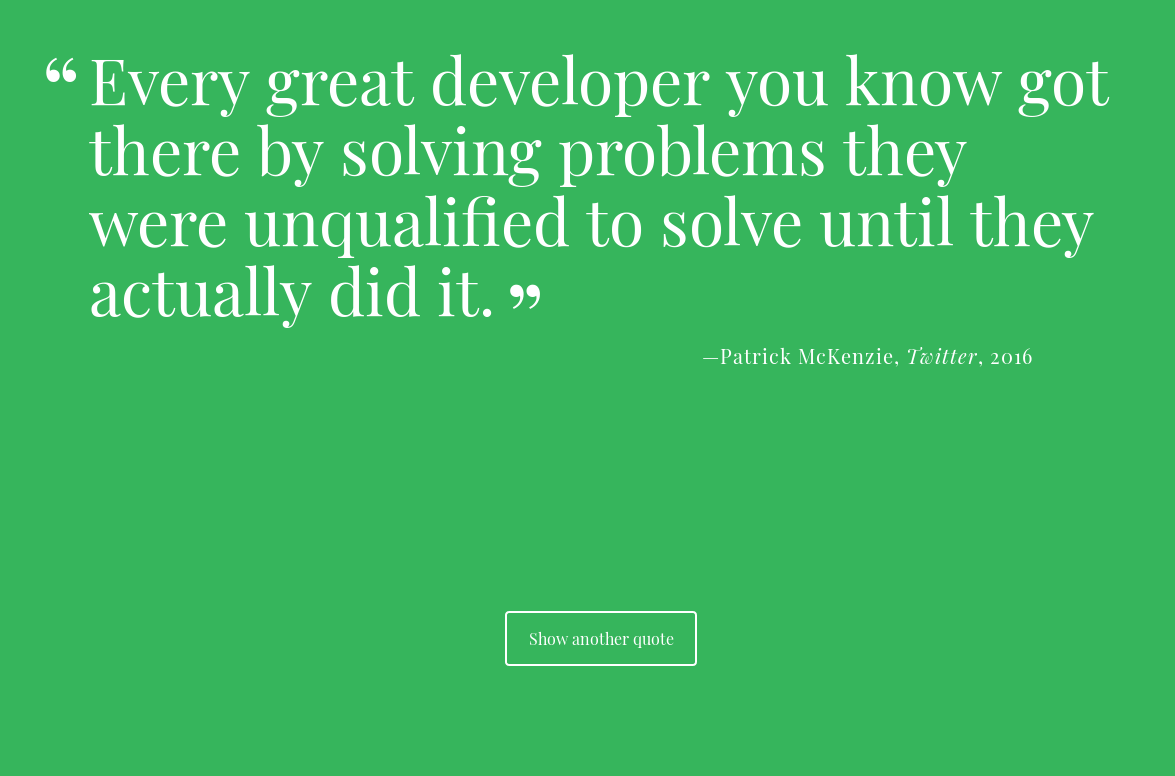 “Every great developer you know got
there by solving problems they
were unqualified to solve until they
actually did it. ”
—Patrick McKenzie, Twitter, 2016
Show another quote